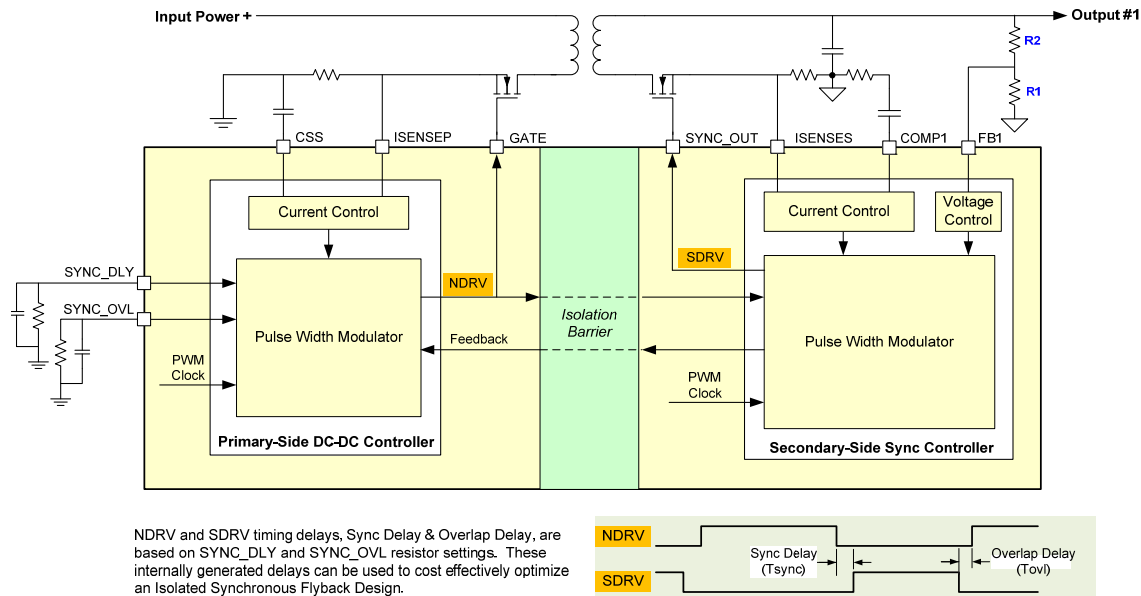 Input Power +
Output #1
R2
R1
CSS
ISENSEP
GATE
SYNC_OUT
ISENSES
COMP1
FB1
Current Control
Current Control
Voltage
Control
SYNC_DLY
SYNC_OVL
NDRV
SDRV
Pulse Width Modulator
Isolation
Barrier
Feedback
Pulse Width Modulator
PWM
Clock
PWM
Clock
Primary-Side DC-DC Controller
Secondary-Side Sync Controller
NDRV and SDRV timing delays, Sync Delay & Overlap Delay, are
based on SYNC_DLY and SYNC_OVL resistor settings. These
internally generated delays can be used to cost effectively optimize
an Isolated Synchronous Flyback Design.
NDRV
Sync Delay
(Tsync)
Overlap Delay
(Tovl)
SDRV